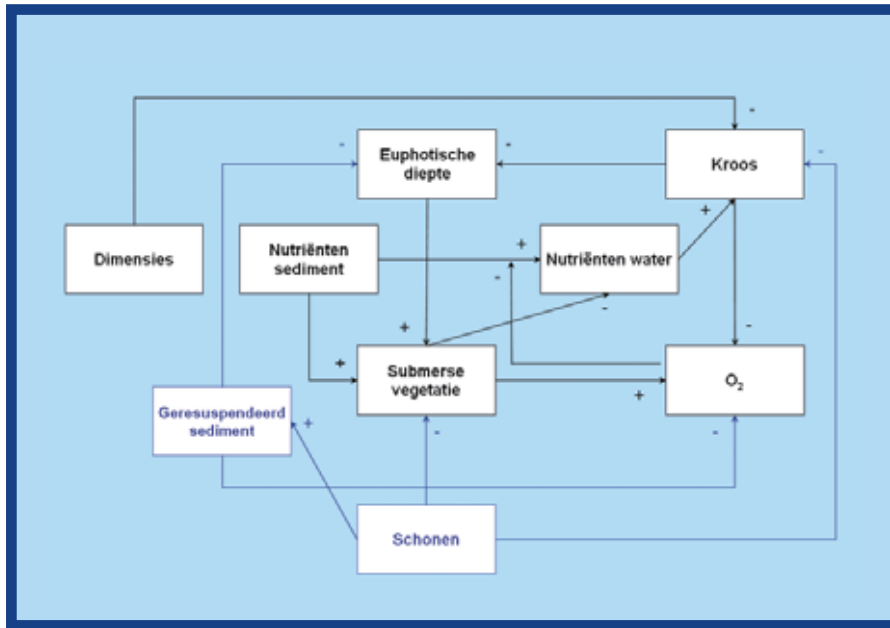 -
-
-
-
Euphotische
diepte
Kroos
+
Dimensies
Nutriënten
sediment
+
Nutriënten water
-
-
+
-
+
Submerse
vegetatie
+
O₂
Geresuspendeerd
sediment
+
-
-
Schonen